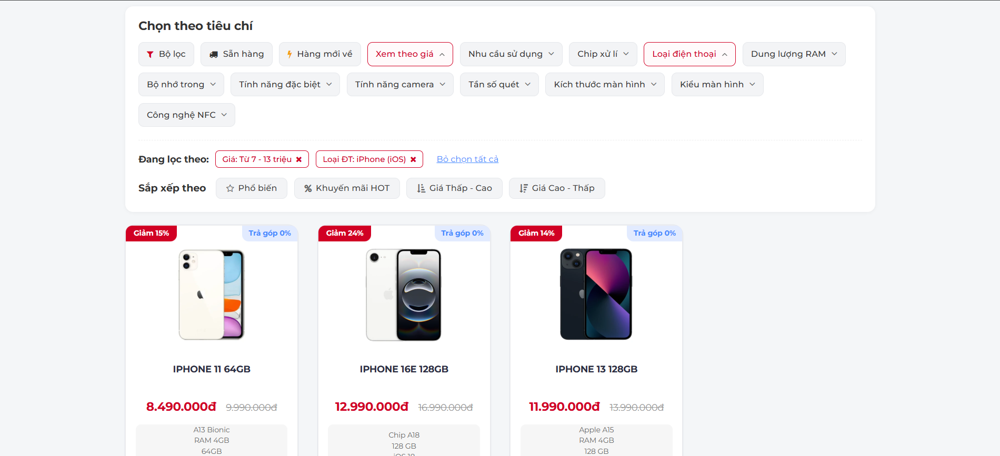 Chọn theo tiêu chí
Bộ lọc Sẵn hàng Hàng mới về Xem theo giá Nhu cầu sử dụng Chip xử lí Loại điện thoại Dung lượng RAM
Bộ nhớ trong Tính năng đặc biệt Tính năng camera Tần số quét Kích thước màn hình Kiểu màn hình
Công nghệ NFC
Đang lọc theo: Giá: Từ 7 - 13 triệu Loại ĐT: iPhone (iOS) Bỏ chọn tất cả
Sắp xếp theo Phổ biến Khuyến mãi HOT Giá Thấp - Cao Giá Cao - Thấp
Giảm 15% Trả góp 0%
IPHONE 11 64GB
8.490.000đ 9.990.000đ
A13 Bionic
RAM 4GB
64GB
Giảm 24% Trả góp 0%
IPHONE 16E 128GB
12.990.000đ 16.990.000đ
Chip A18
128 GB
iOS 18
Giảm 14% Trả góp 0%
IPHONE 13 128GB
11.990.000đ 13.990.000đ
Apple A15
RAM 4GB
128 GB